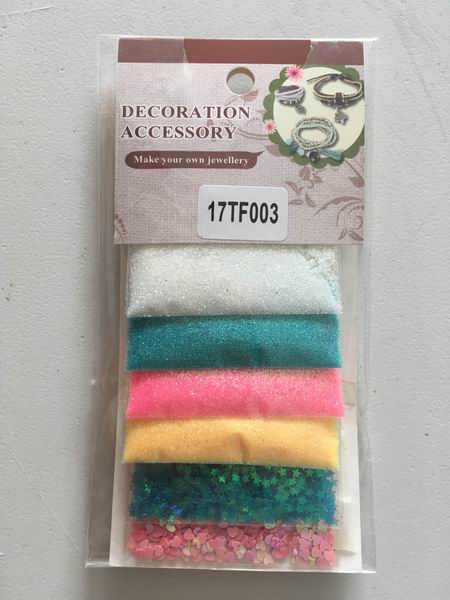 DECORATION
ACCESSORY
Make your own jewellery
17TF003